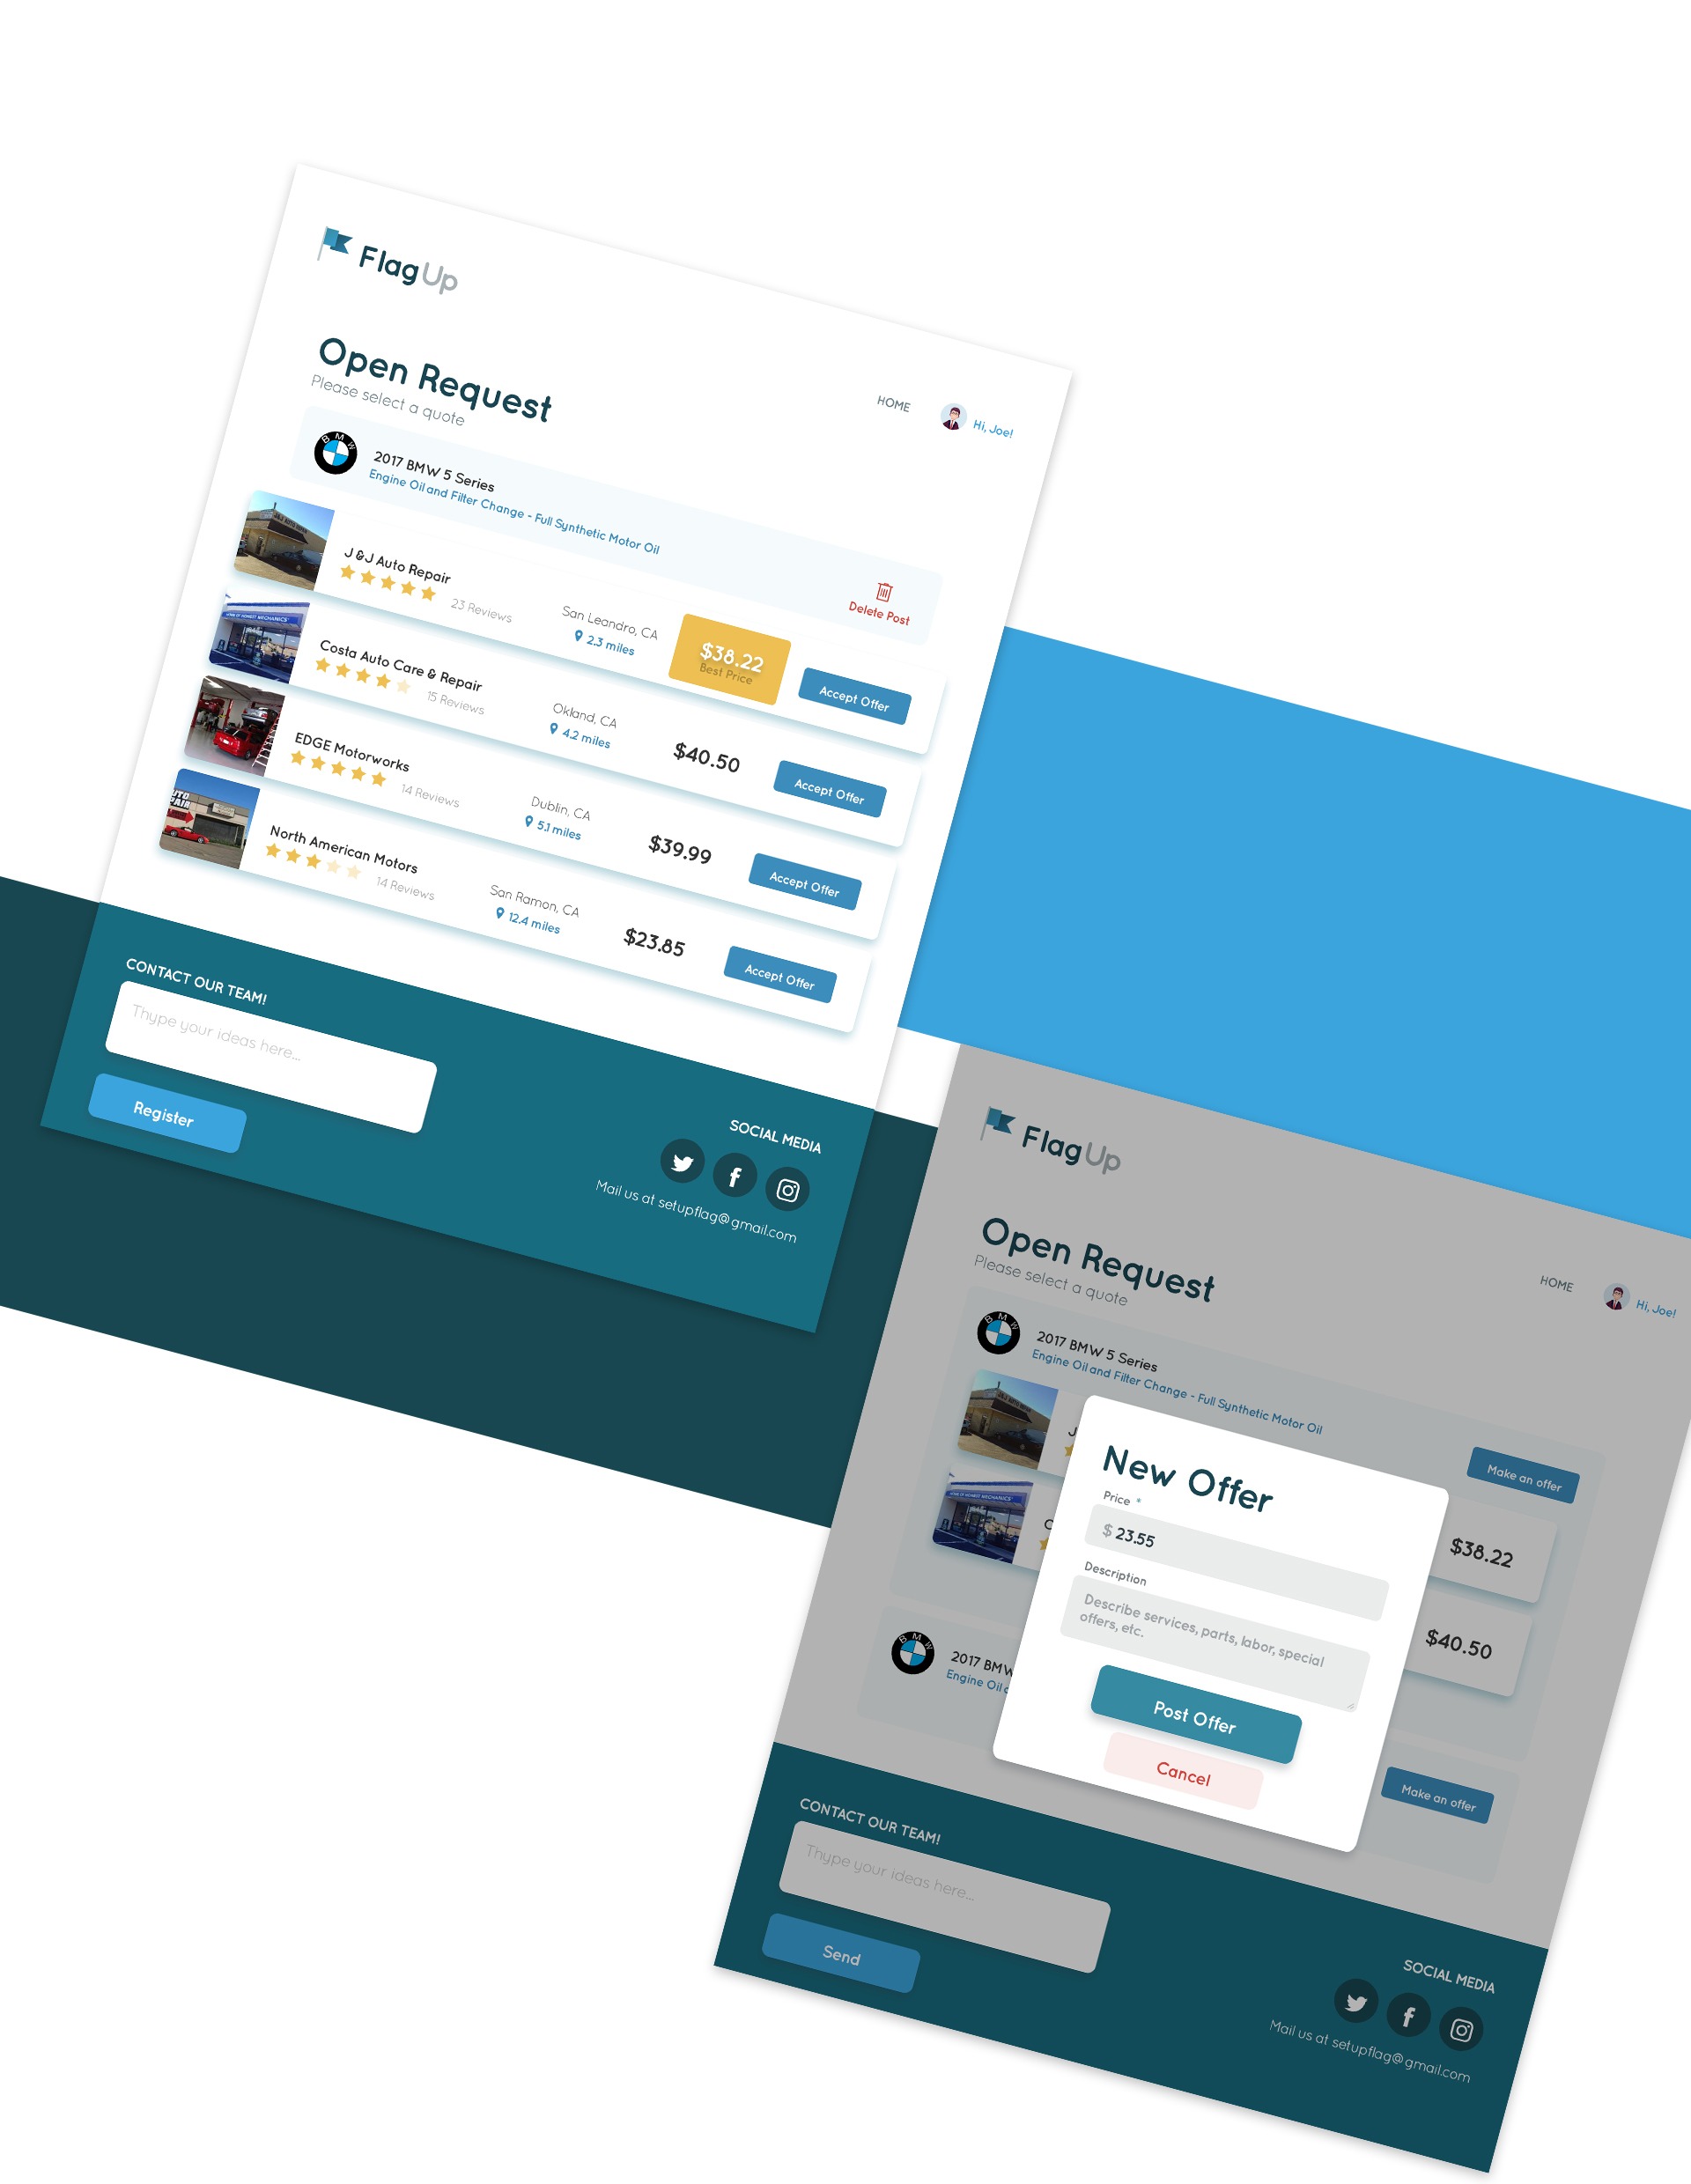 FlagUp
HOME
Hi, Joe!
Open Request
Please select a quote
BMW
2017 BMW 5 Series
Engine Oil and Filter Change - Full Synthetic Motor Oil
Delete Post
J & J Auto Repair
23 Reviews
San Leandro, CA
2.3 miles
$38.22
Best Price
Accept Offer
Costa Auto Care & Repair
15 Reviews
Okland, CA
4.2 miles
$40.50
Accept Offer
EDGE Motorworks
14 Reviews
Dublin, CA
5.1 miles
$39.99
Accept Offer
North American Motors
14 Reviews
San Ramon, CA
12.4 miles
$23.85
Accept Offer
CONTACT OUR TEAM!
Thype your ideas here...
Register
SOCIAL MEDIA
Mail us at setupflag@gmail.com
FlagUp
HOME
Hi, Joe!
Open Request
Please select a quote
BMW
2017 BMW 5 Series
Engine Oil and Filter Change - Full Synthetic Motor Oil
Make an offer
J
$38.22
C
$40.50
New Offer
Price *
$ 23.55
Description
Describe services, parts, labor, special
offers, etc.
Post Offer
Cancel
BMW
2017 BMW
Engine Oil
Make an offer
CONTACT OUR TEAM!
Thype your ideas here...
Send
SOCIAL MEDIA
Mail us at setupflag@gmail.com